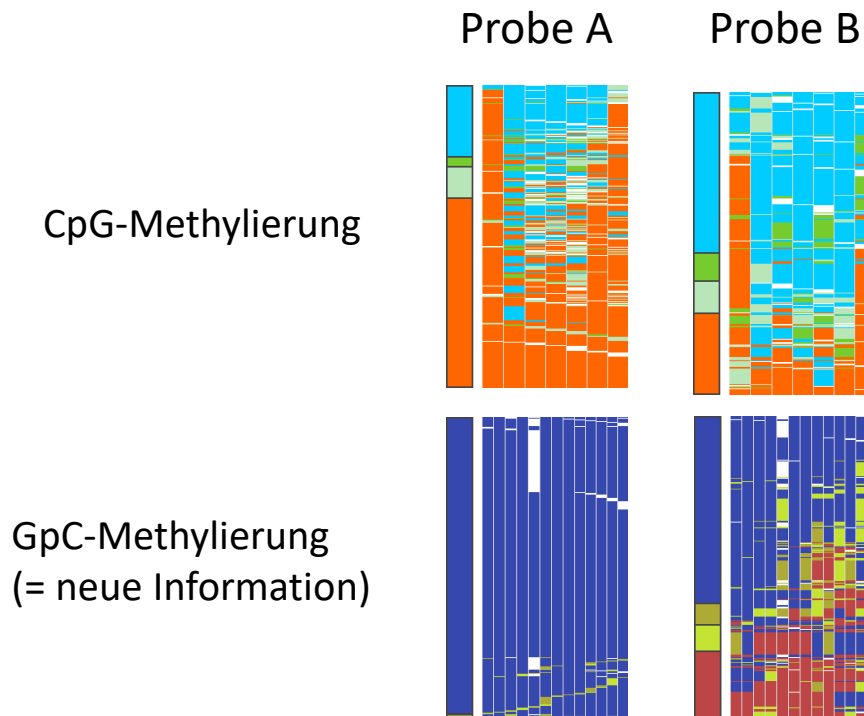 Probe A
Probe B
CpG-Methylierung
GpC-Methylierung
(= neue Information)